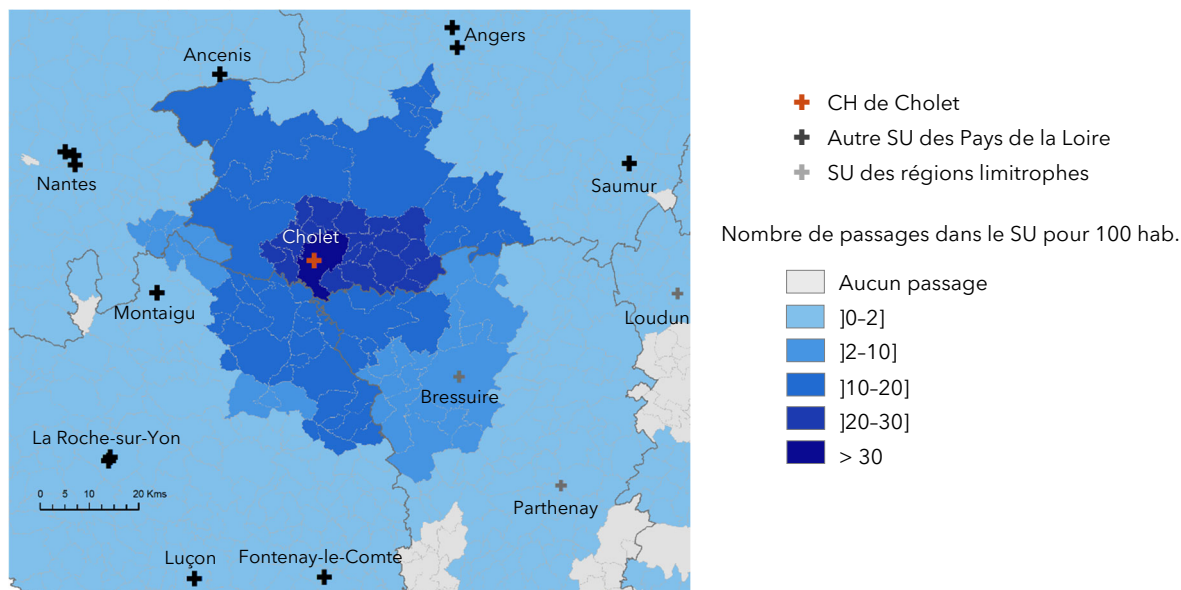 Angers
Ancenis
Nantes
Saumur
Cholet
Montaigu
Loudun
Bressuire
La Roche-sur-Yon
0 5 10 20 Kms
Parthenay
Luçon
Fontenay-le-Comte
CH de Cholet
Autre SU des Pays de la Loire
SU des régions limitrophes
Nombre de passages dans le SU pour 100 hab.
Aucun passage
]0–2]
]2–10]
]10–20]
]20–30]
> 30